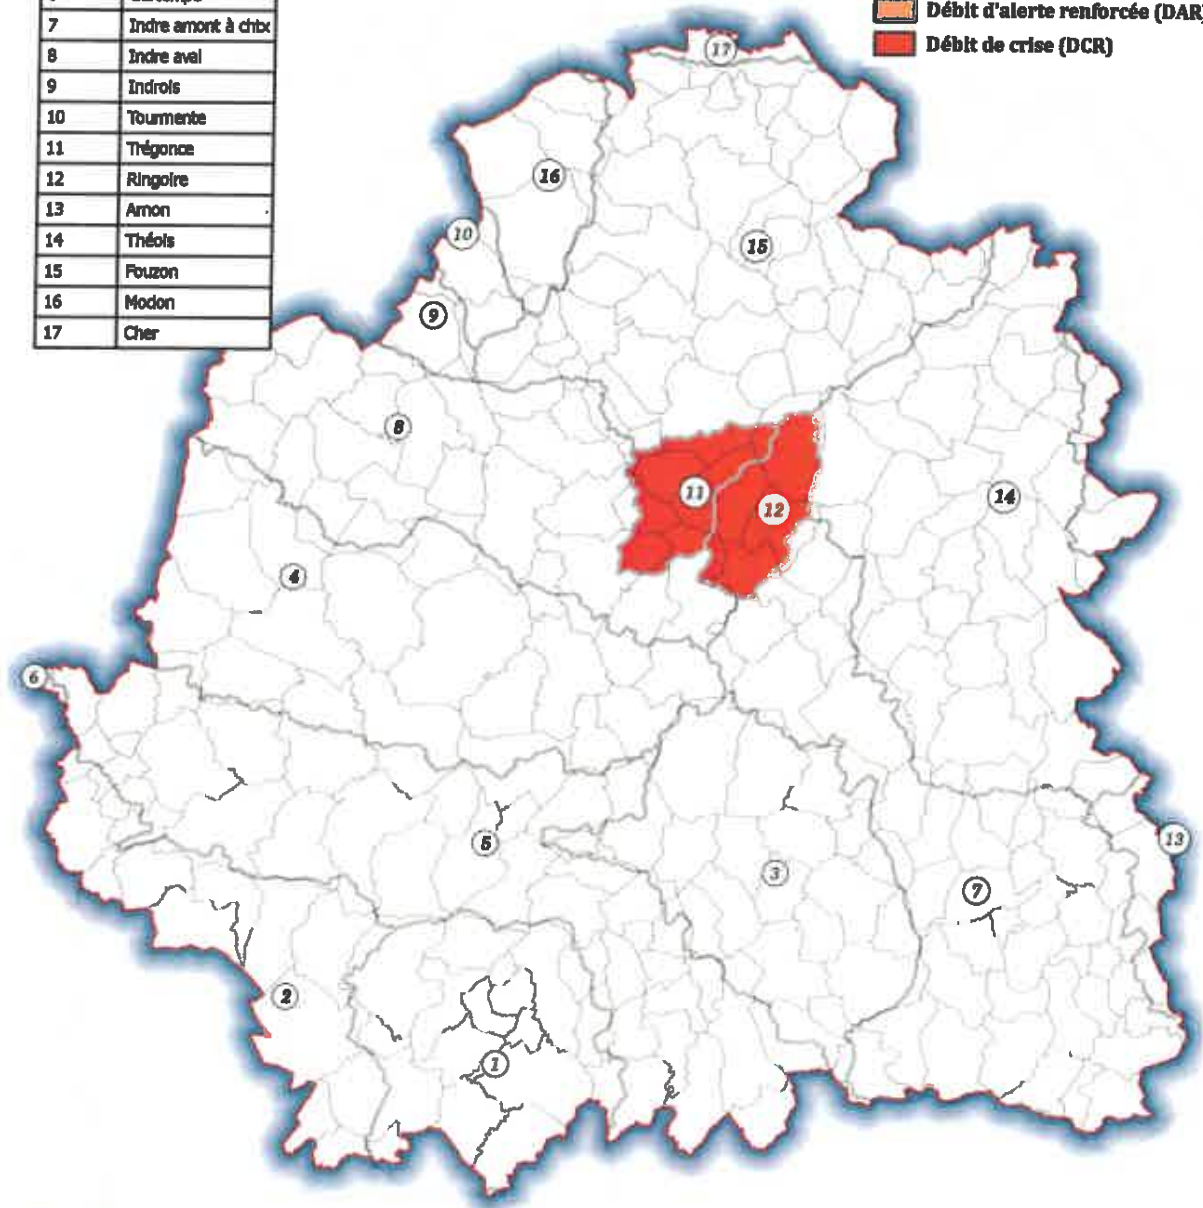 7 Indre amont à chbx
8 Indre aval
9 Indrois
10 Tourmente
11 Trégonce
12 Ringoire
13 Arnon
14 Théols
15 Fouzon
16 Modon
17 Cher
Débit d'alerte renforcée (DAR)
Débit de crise (DCR)
17
16
10
15
9
8
11
12
14
4
6
5
3
13
7
2
1